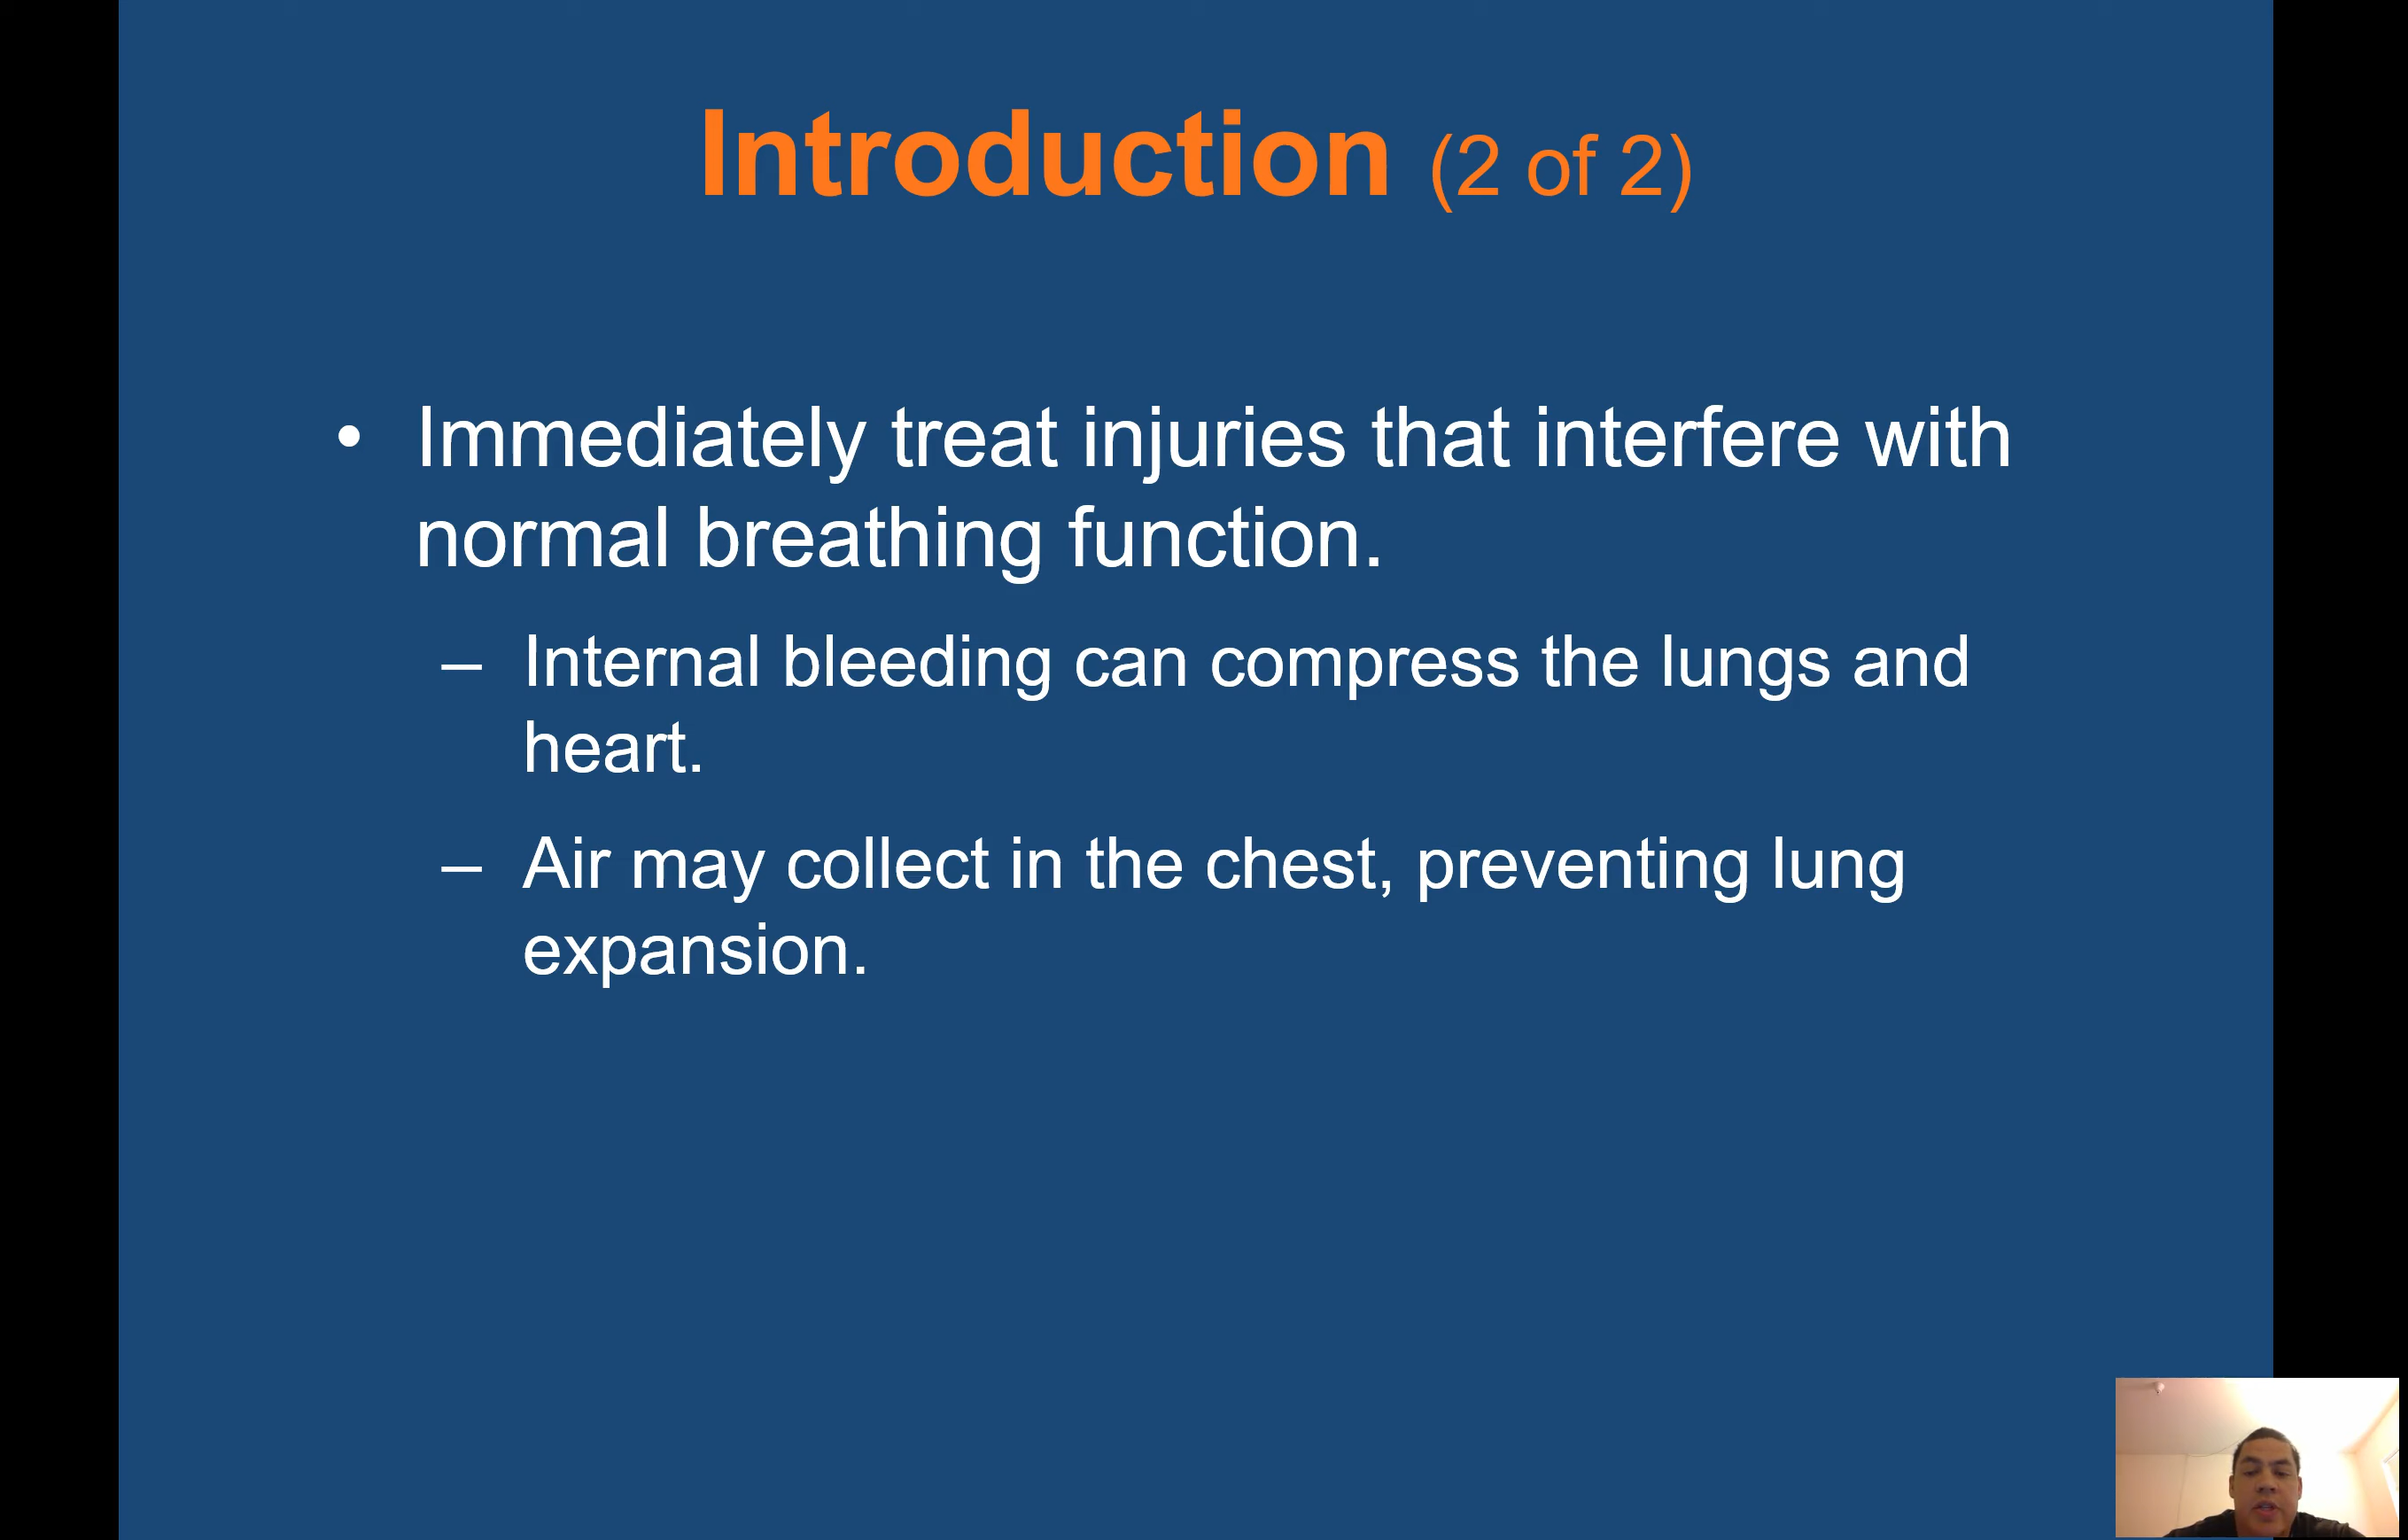 Introduction (2 of 2)
• Immediately treat injuries that interfere with
normal breathing function.
– Internal bleeding can compress the lungs and
heart.
– Air may collect in the chest, preventing lung
expansion.